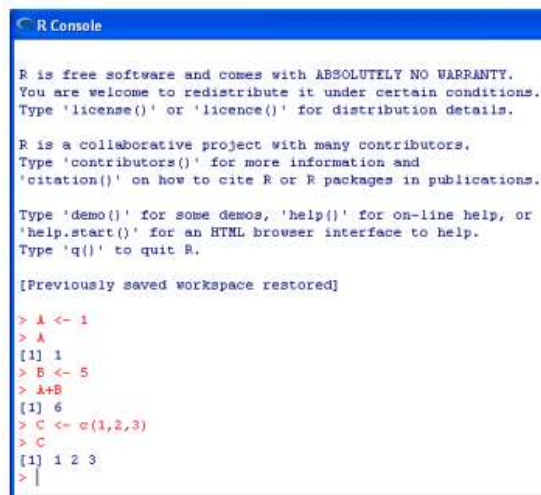 R Console
R is free software and comes with ABSOLUTELY NO WARRANTY.
You are welcome to redistribute it under certain conditions.
Type 'license()' or 'licence()' for distribution details.
R is a collaborative project with many contributors.
Type 'contributors()' for more information and
'citation()' on how to cite R or R packages in publications.
Type 'demo()' for some demos, 'help()' for on-line help, or
'help.start()' for an HTML browser interface to help.
Type 'q()' to quit R.
[Previously saved workspace restored]
> A <- 1
> A
[1] 1
> B <- 5
> A+B
[1] 6
> C <- c(1,2,3)
> C
[1] 1 2 3
>